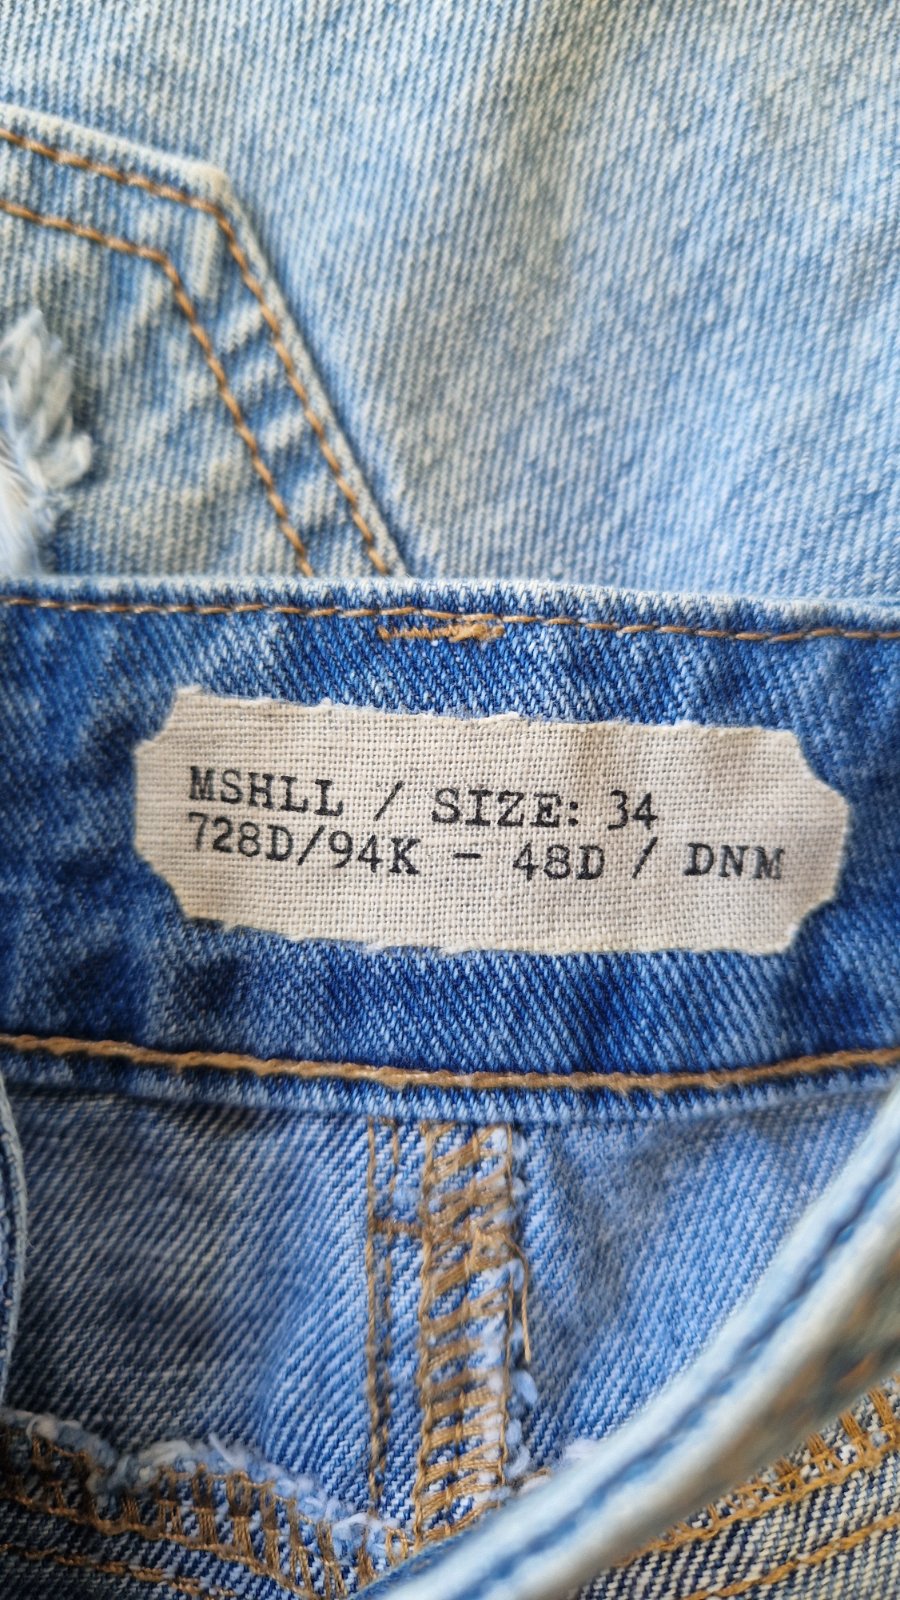 MSHLL / SIZE: 34
728D/94K - 48D / DNM